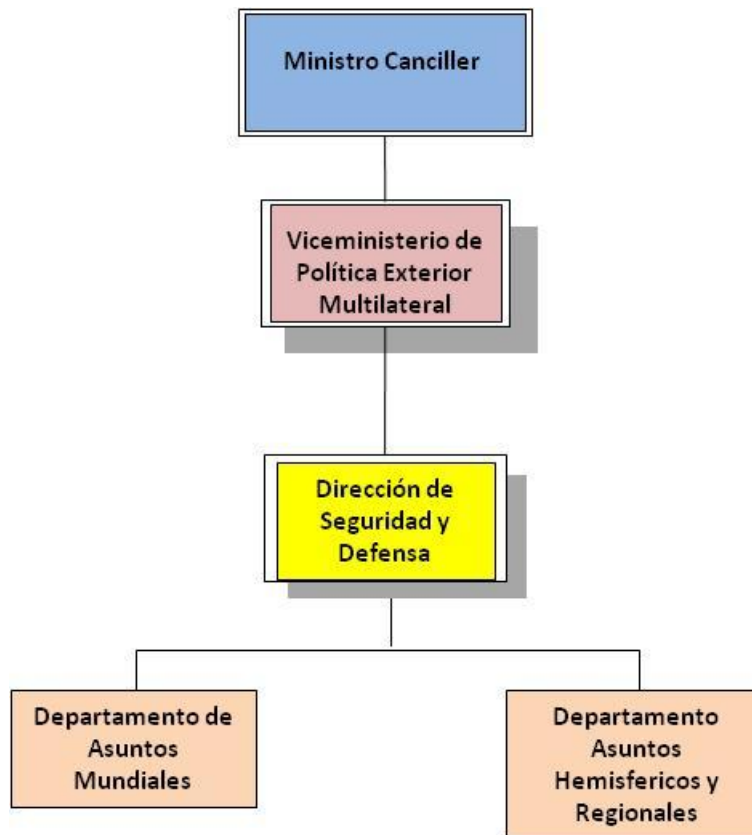 Ministro Canciller
Viceministerio de
Política Exterior
Multilateral
Dirección de
Seguridad y
Defensa
Departamento de
Asuntos
Mundiales
Departamento
Asuntos
Hemisfericos y
Regionales